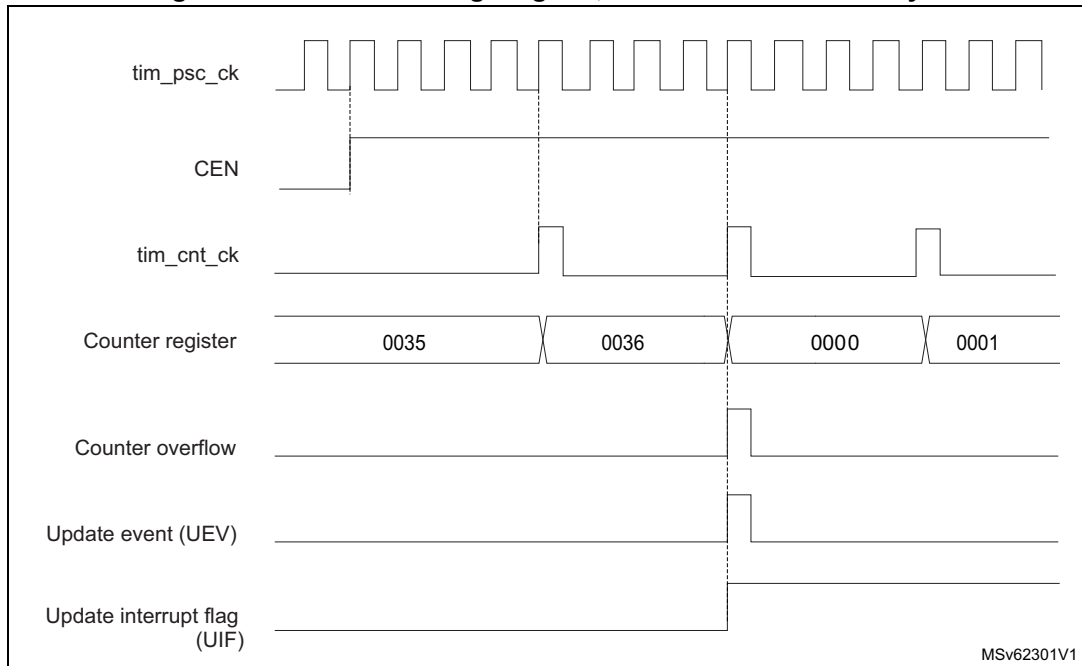 tim_psc_ck
CEN
tim_cnt_ck
Counter register
0035
0036
0000
0001
Counter overflow
Update event (UEV)
Update interrupt flag
(UIF)
MSv62301V1